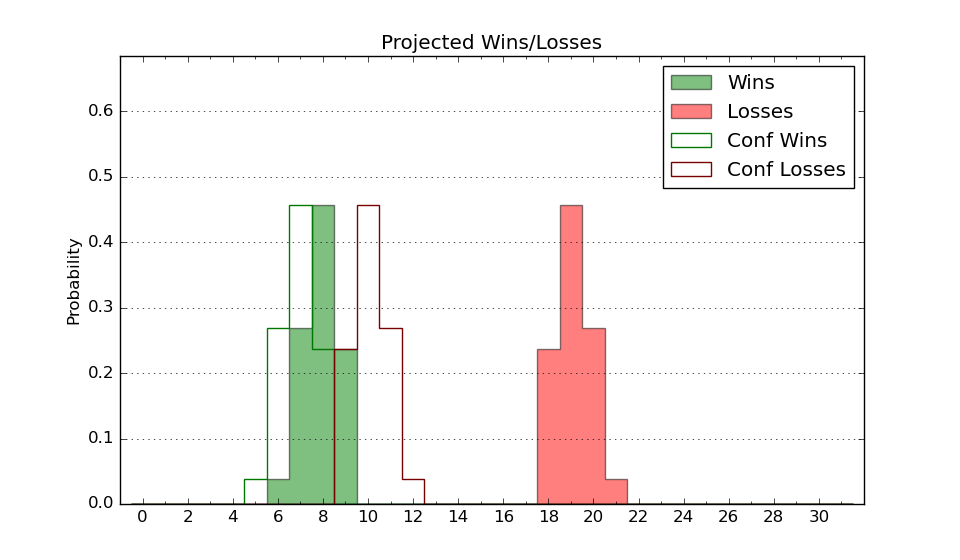 Projected Wins/Losses
Wins
Losses
Conf Wins
Conf Losses
Probability
0.6
0.5
0.4
0.3
0.2
0.1
0.0
0 2 4 6 8 10 12 14 16 18 20 22 24 26 28 30